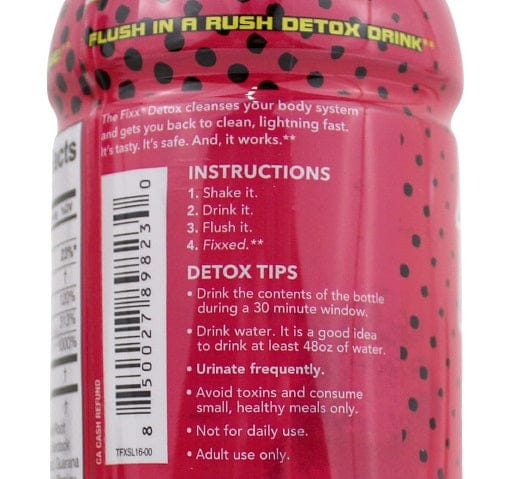 FLUSH IN A RUSH DETOX DRINK**
The Fixx® Detox cleanses your body system
and gets you back to clean, lightning fast.
It's tasty. It's safe. And, it works.**
INSTRUCTIONS
1. Shake it.
2. Drink it.
3. Flush it.
4. Fixxed.**
DETOX TIPS
• Drink the contents of the bottle
during a 30 minute window.
• Drink water. It is a good idea
to drink at least 48oz of water.
• Urinate frequently.
• Avoid toxins and consume
small, healthy meals only.
• Not for daily use.
• Adult use only.
8 50027 89823 0
TFXSL16-00
CA CASH REFUND
cts
%DV
Guarana